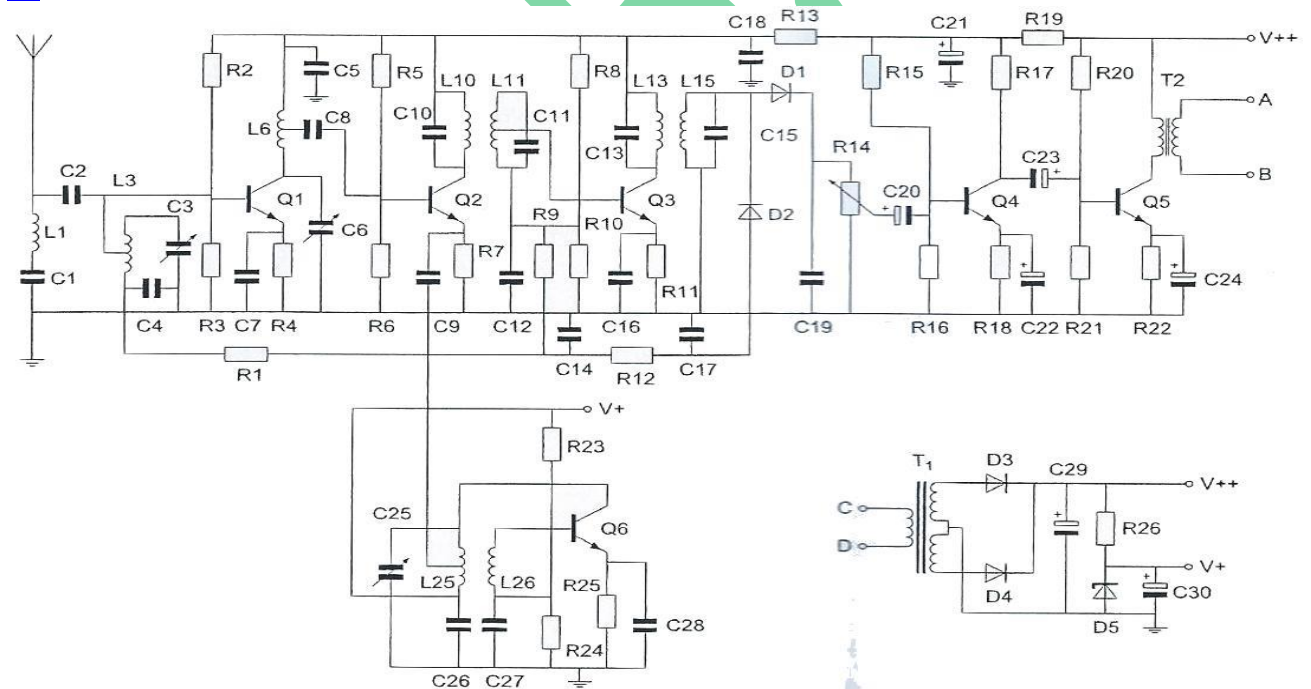 C18 R13 C21 R19
V++
R2 C5 R5 L10 L11 R8 L13 L15 D1 R15 R17 R20 T2
A
L6 C8 C10 C11 C13 C15 R14 C23
C2 L3 C20 B
Q1 Q2 Q3 Q4 Q5
C3 D2
L1 C6 R9 R10
R7
C1 R11 C24
C4 R3 C7 R4 R6 C9 C12 C16 C19 R16 R18 C22 R21 R22
R1 C14 R12 C17
V+
R23
T1 D3 C29
V++
C25 C
Q6 R26
D
L25 L26 R25 V+
D4 C30
C28 D5
R24
C26 C27